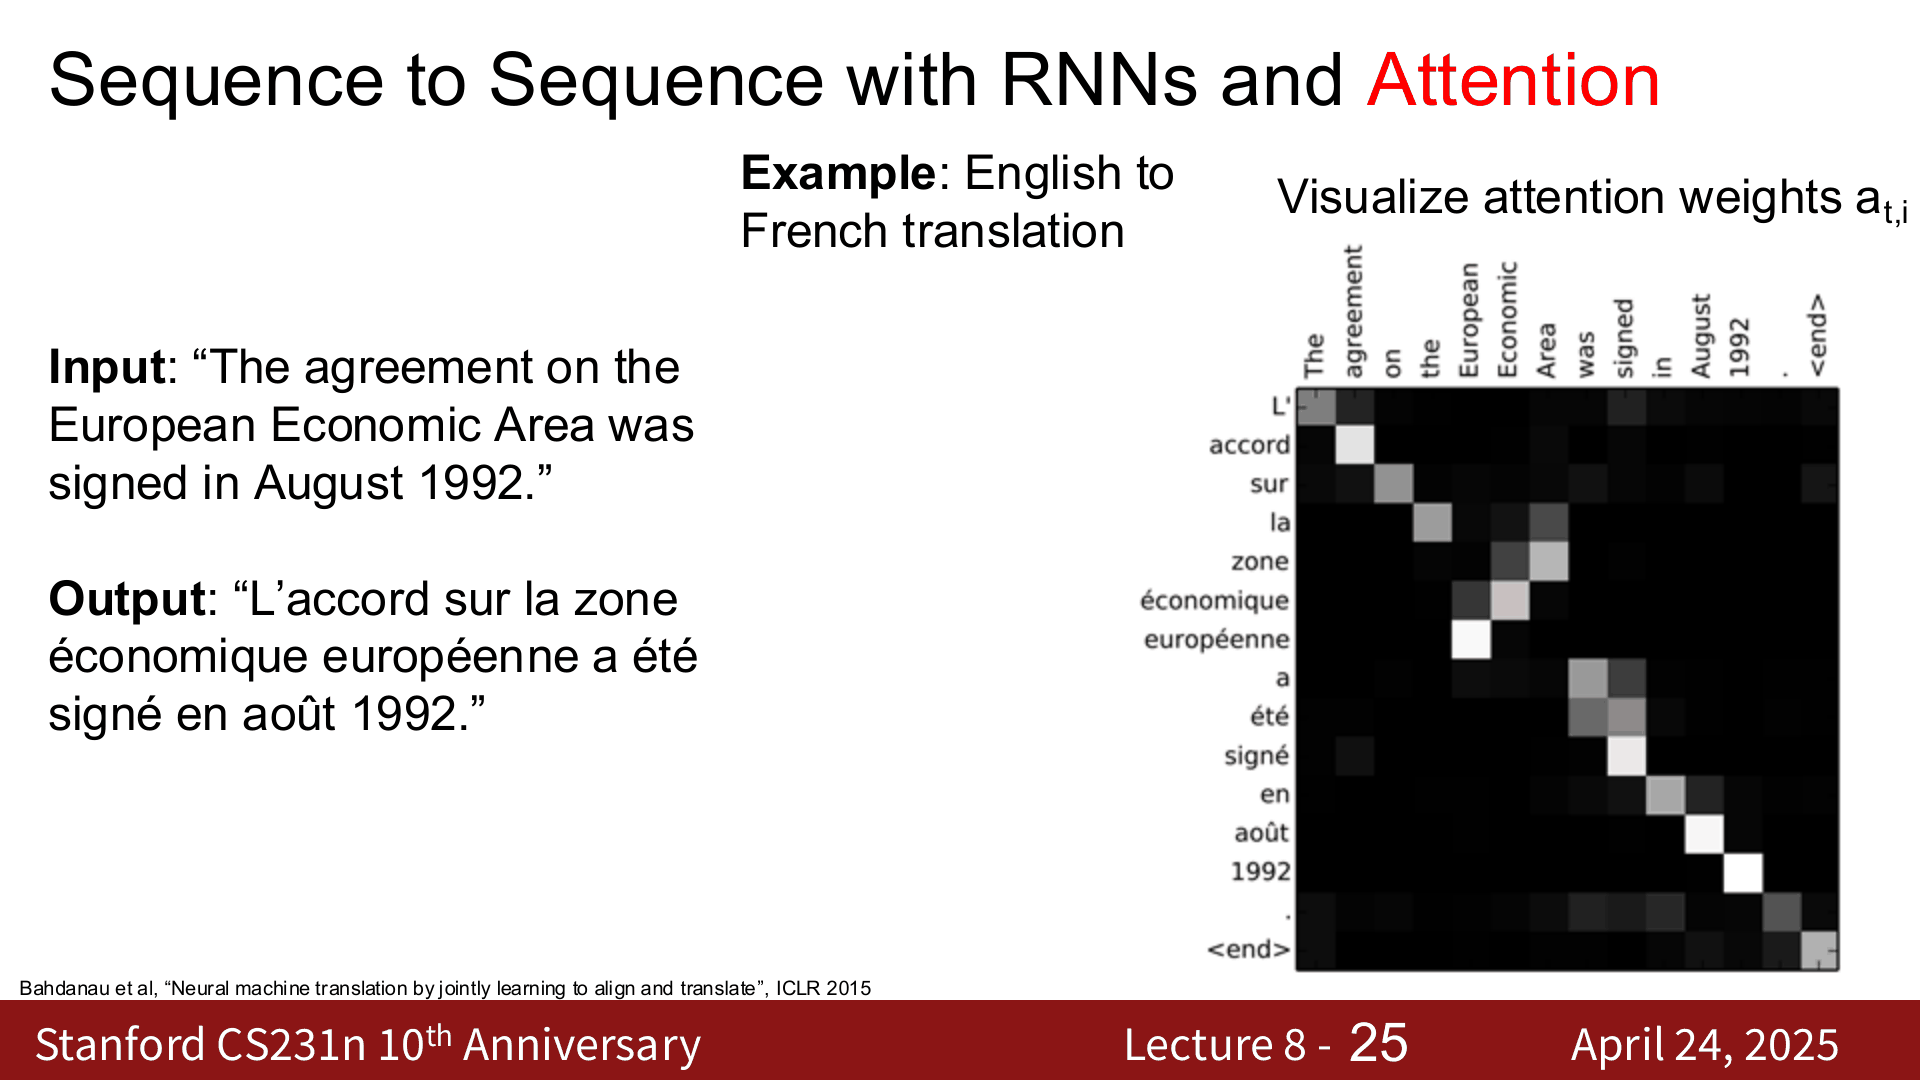 Sequence to Sequence with RNNs and Attention
Example: English to
French translation
Visualize attention weights a_t,i
Input: “The agreement on the
European Economic Area was
signed in August 1992.”
Output: “L’accord sur la zone
économique européenne a été
signé en août 1992.”
The
agreement
on
the
European
Economic
Area
was
signed
in
August
1992
.
<end>
L'
accord
sur
la
zone
économique
européenne
a
été
signé
en
août
1992
.
<end>
Bahdanau et al, “Neural machine translation by jointly learning to align and translate”, ICLR 2015
Stanford CS231n 10th Anniversary
Lecture 8 - 25
April 24, 2025